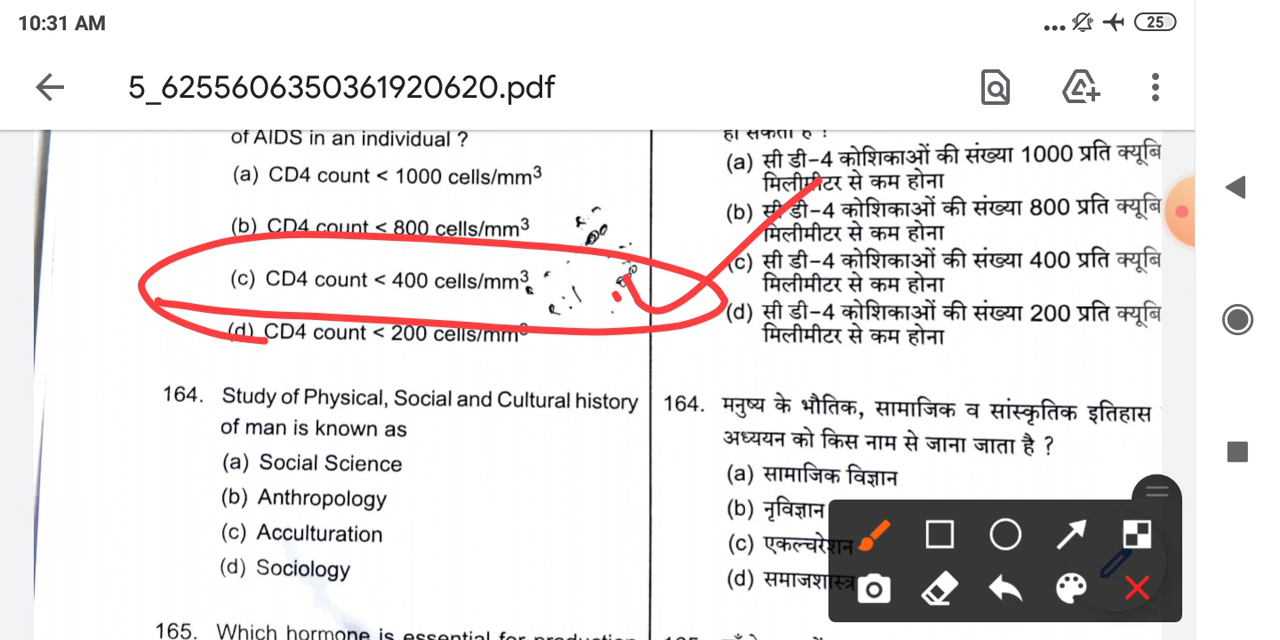 10:31 AM
25
5_6255606350361920620.pdf
of AIDS in an individual ?
(a) CD4 count < 1000 cells/mm³
(b) CD4 count < 800 cells/mm³
(c) CD4 count < 400 cells/mm³
(d) CD4 count < 200 cells/mm³
164. Study of Physical, Social and Cultural history
of man is known as
(a) Social Science
(b) Anthropology
(c) Acculturation
(d) Sociology
165. Which hormone is essential for production
हो सकता है ?
(a) सी डी–4 कोशिकाओं की संख्या 1000 प्रति क्यूबि
मिलीमीटर से कम होना
(b) सी डी–4 कोशिकाओं की संख्या 800 प्रति क्यूबि
मिलीमीटर से कम होना
(c) सी डी–4 कोशिकाओं की संख्या 400 प्रति क्यूबि
मिलीमीटर से कम होना
(d) सी डी–4 कोशिकाओं की संख्या 200 प्रति क्यूबि
मिलीमीटर से कम होना
164. मनुष्य के भौतिक, सामाजिक व सांस्कृतिक इतिहास
अध्ययन को किस नाम से जाना जाता है ?
(a) सामाजिक विज्ञान
(b) नृविज्ञान
(c) एकल्चरेशन
(d) समाजशास्त्र